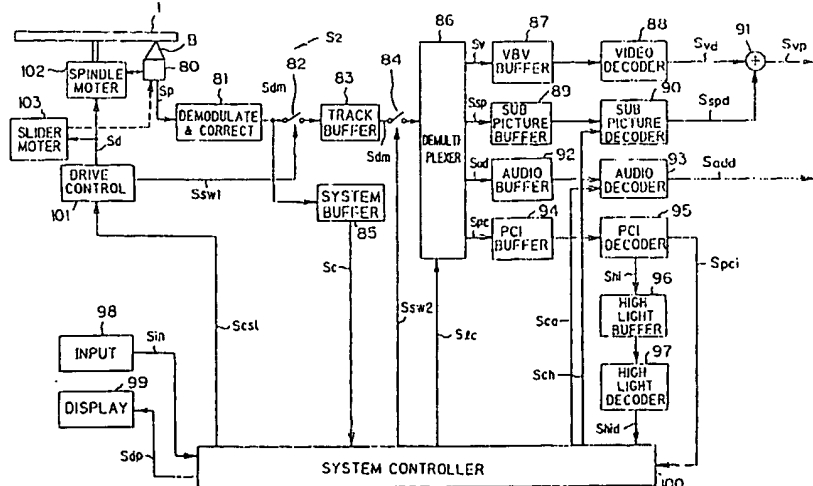 1
B
102
SPINDLE
MOTER
80
Sp
103
SLIDER
MOTER
Sd
81
DEMODULATE
& CORRECT
Sdm
S2
82
83
TRACK
BUFFER
84
Sdm
86
DEMULTI
PLEXER
Sv
87
VBV
BUFFER
88
VIDEO
DECODER
Svd
91
Svp
Ssp
89
SUB
PICTURE
BUFFER
90
SUB
PICTURE
DECODER
Sspd
DRIVE
CONTROL
101
Ssw1
SYSTEM
BUFFER
85
Sad
92
AUDIO
BUFFER
93
AUDIO
DECODER
Sadd
Spc
94
PCI
BUFFER
95
PCI
DECODER
Spci
Shi
96
HIGH
LIGHT
BUFFER
97
HIGH
LIGHT
DECODER
Shid
Sc
Ssw2
Slc
Sca
Sch
Scsl
98
INPUT
Sin
99
DISPLAY
Sdp
SYSTEM CONTROLLER
100